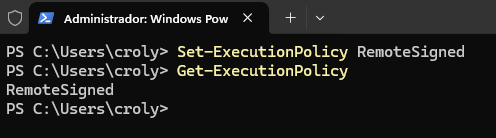 Administrador: Windows Pow
PS C:\Users\croly> Set-ExecutionPolicy RemoteSigned
PS C:\Users\croly> Get-ExecutionPolicy
RemoteSigned
PS C:\Users\croly>